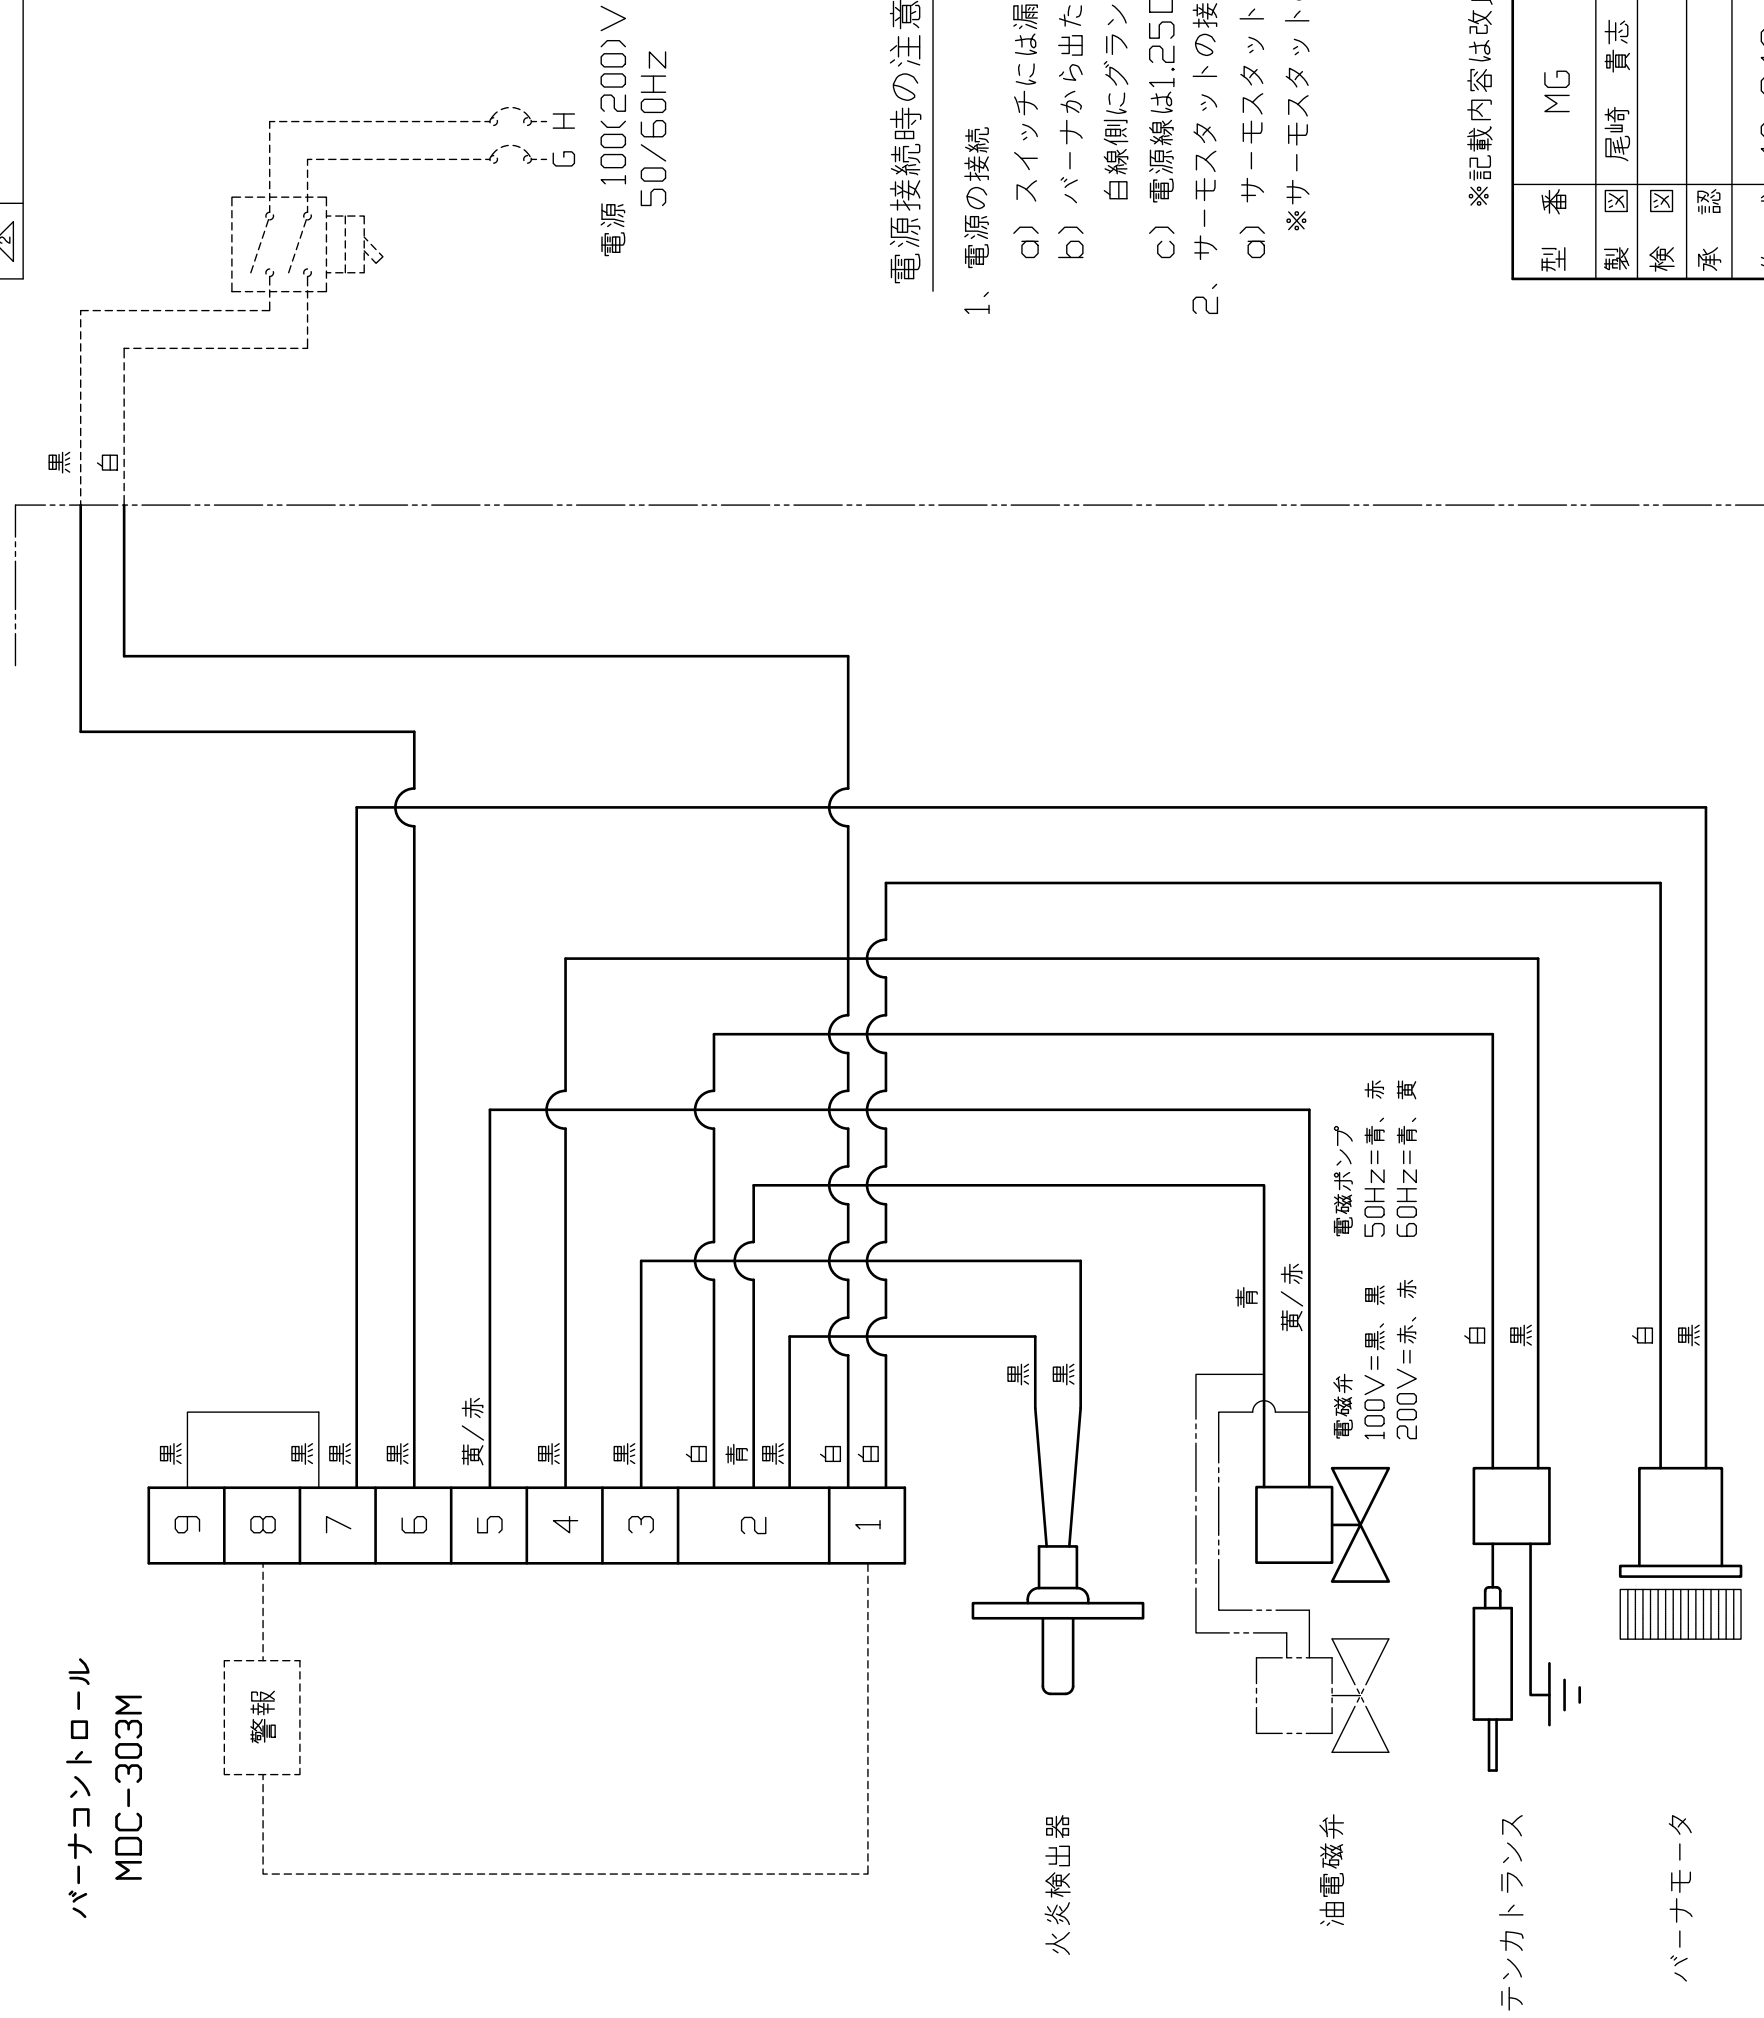 バーナコントロール
MDC-303M
警報
9
8
7
6
5
4
3
2
1
黒
黒
黒
黒
黄/赤
黒
黒
白
青
黒
白
白
黒
白
黒
黒
青
黄/赤
電磁弁
100V=黒、黒
200V=赤、赤
電磁ポンプ
50Hz=青、赤
60Hz=青、黄
白
黒
白
黒
火炎検出器
油電磁弁
テンカトランス
バーナモータ
G
H
電源 100(200)V
50/60Hz
電源接続時の注意
1、電源の接続
a) スイッチには漏
b) バーナから出た
白線側にグラン
c) 電源線は1.25
2、サーモスタットの接
a) サーモスタット
※サーモスタット
※記載内容は改
型 番 MG
製 図 尾崎 貴志
検 図
承 認
2